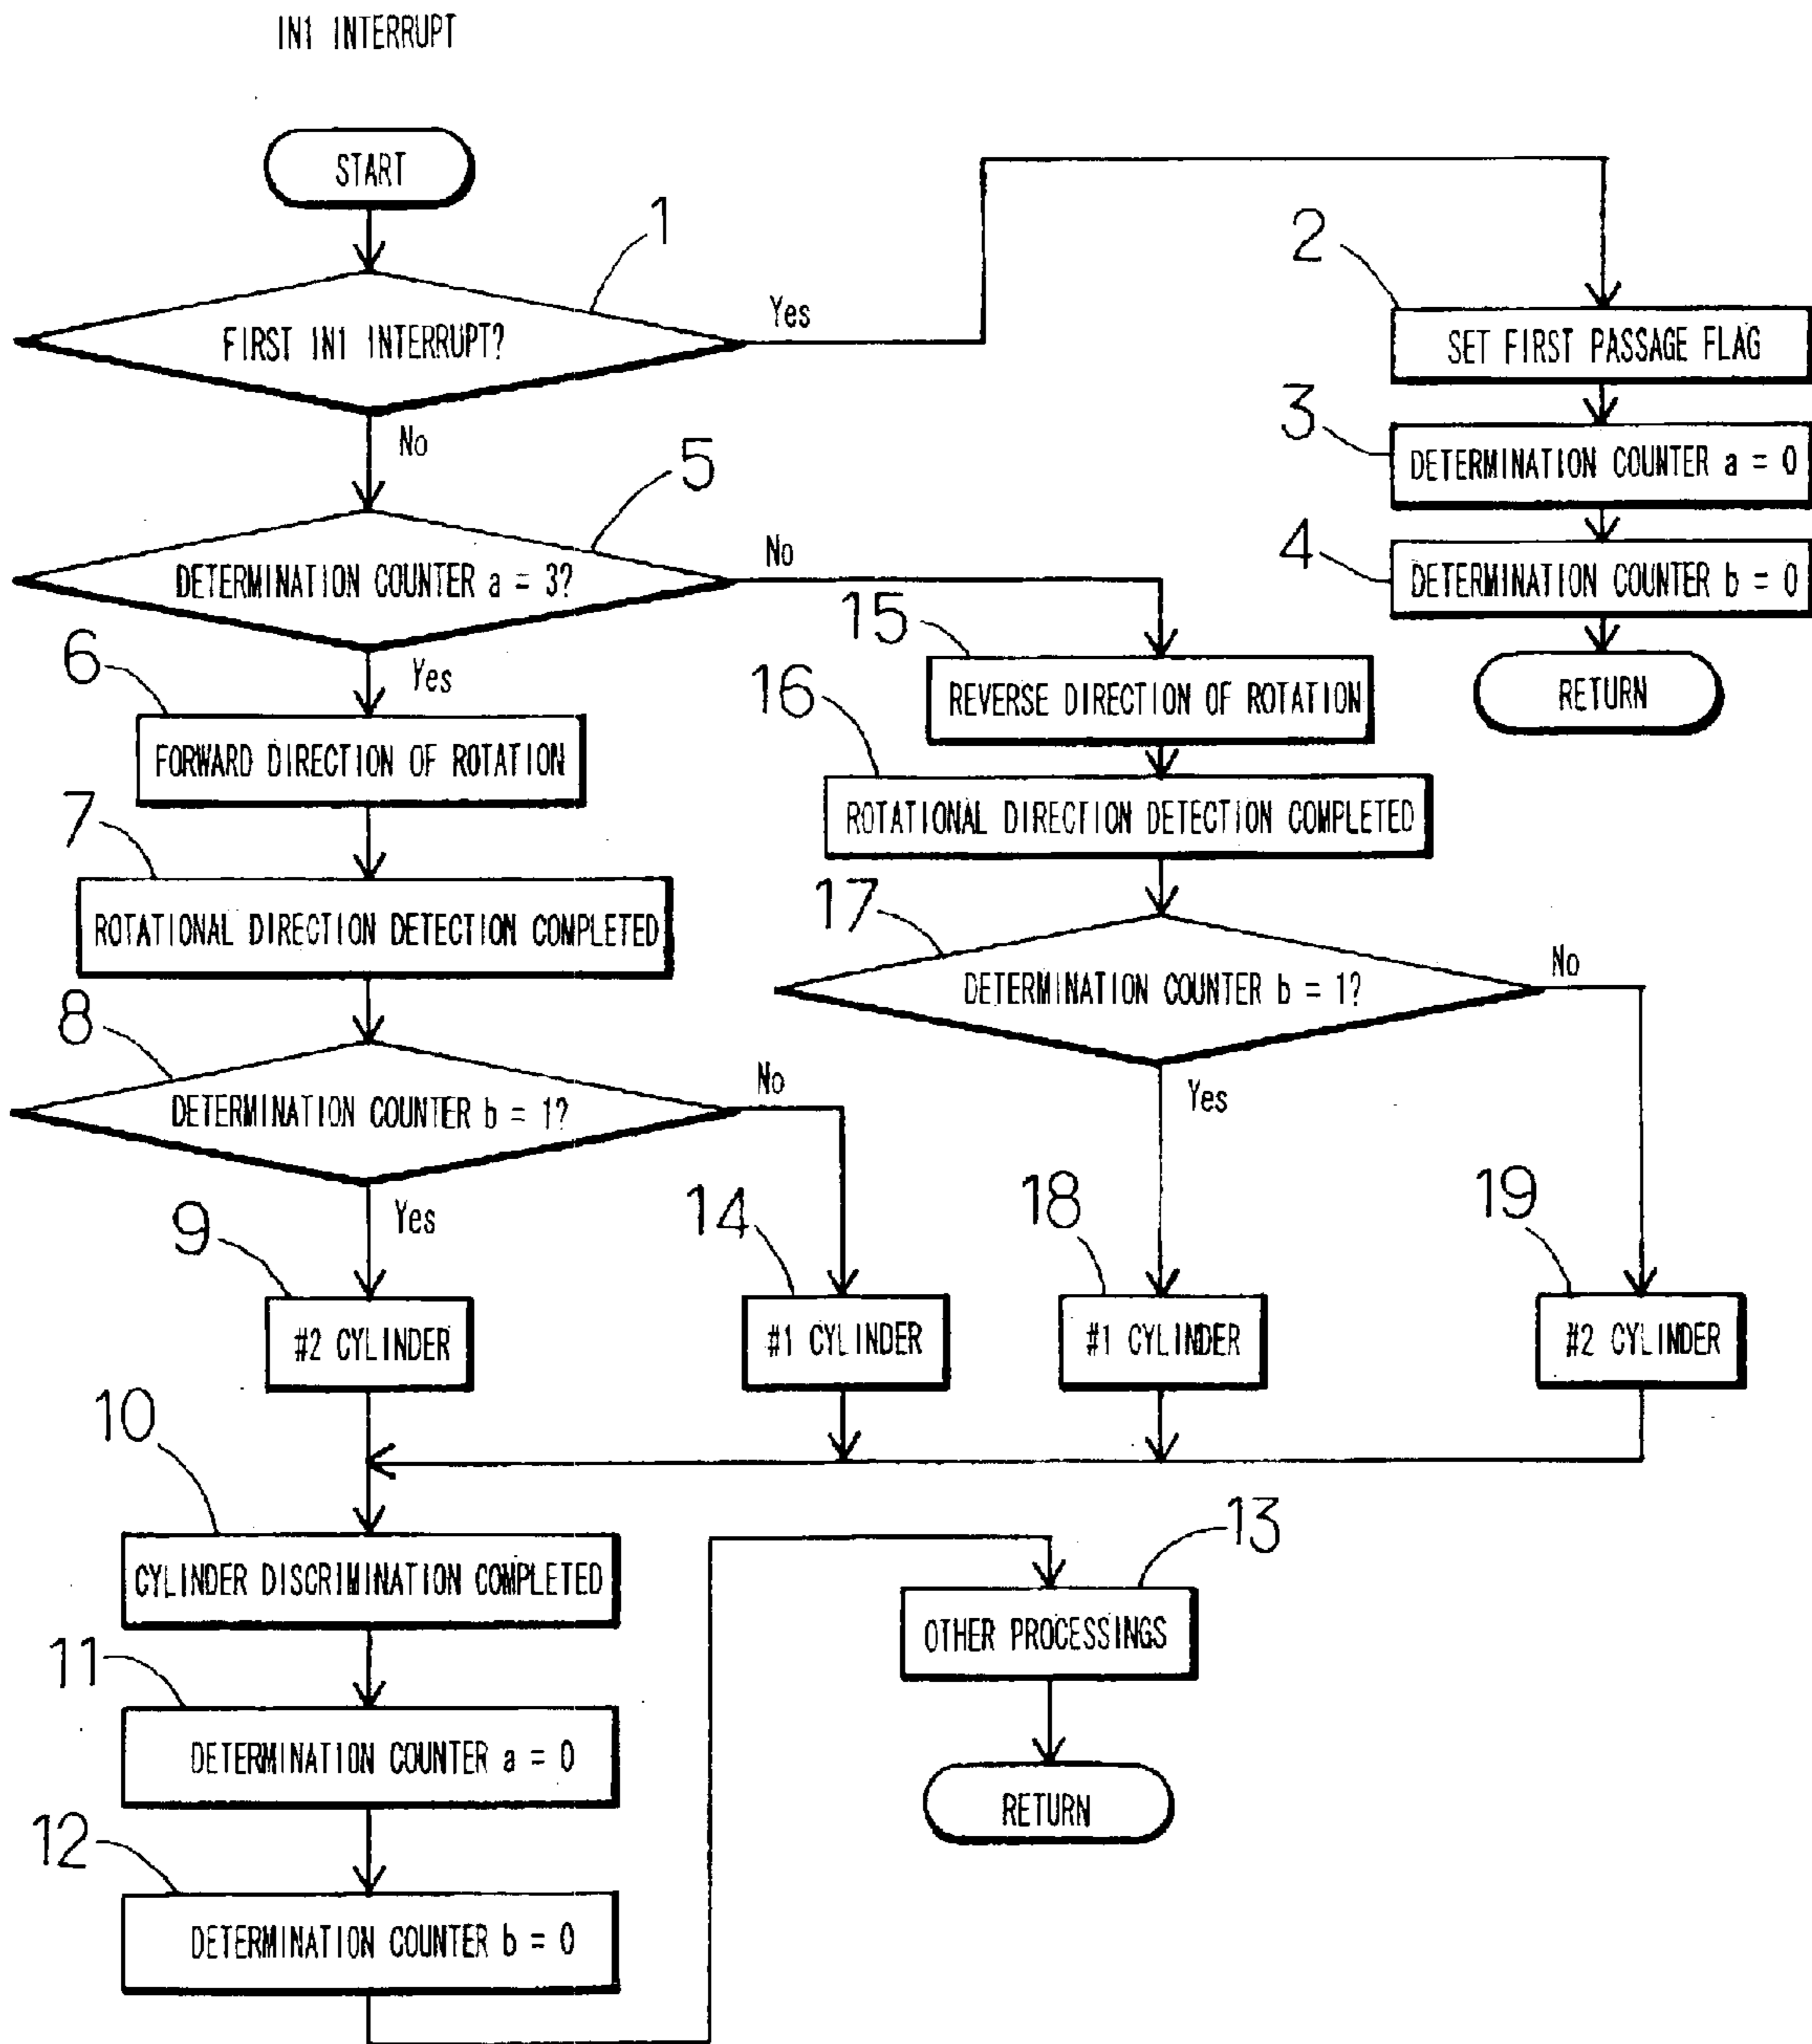 IN1 INTERRUPT
START
1
FIRST IN1 INTERRUPT?
Yes
No
2
SET FIRST PASSAGE FLAG
3
DETERMINATION COUNTER a = 0
4
DETERMINATION COUNTER b = 0
RETURN
5
DETERMINATION COUNTER a = 3?
No
Yes
6
FORWARD DIRECTION OF ROTATION
7
ROTATIONAL DIRECTION DETECTION COMPLETED
8
DETERMINATION COUNTER b = 1?
No
Yes
9
#2 CYLINDER
14
#1 CYLINDER
15
REVERSE DIRECTION OF ROTATION
16
ROTATIONAL DIRECTION DETECTION COMPLETED
17
DETERMINATION COUNTER b = 1?
No
Yes
18
#1 CYLINDER
19
#2 CYLINDER
10
CYLINDER DISCRIMINATION COMPLETED
11
DETERMINATION COUNTER a = 0
12
DETERMINATION COUNTER b = 0
13
OTHER PROCESSINGS
RETURN